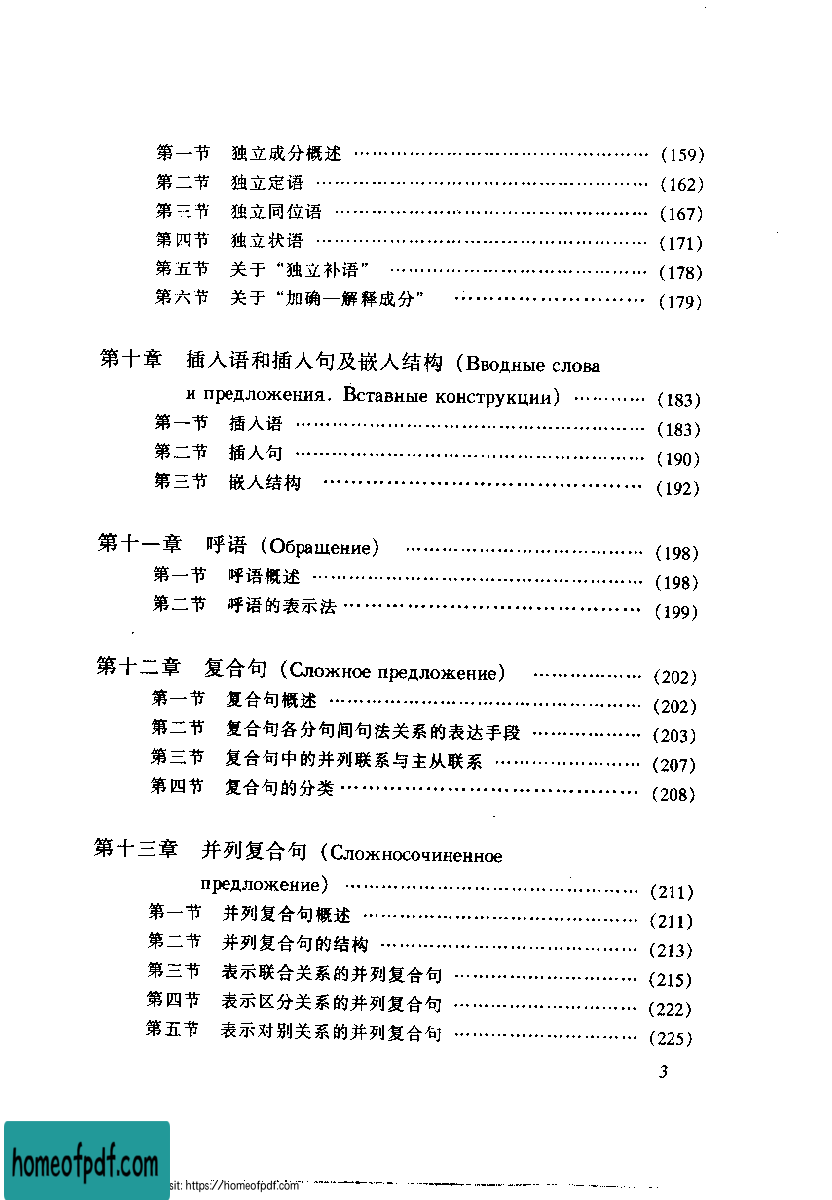 第一节 独立成分概述 ················ (159)
第二节 独立定语 ················ (162)
第三节 独立同位语 ················ (167)
第四节 独立状语 ················ (171)
第五节 关于“独立补语” ················ (178)
第六节 关于“加确—解释成分” ················ (179)
第十章 插入语和插入句及嵌入结构 (Вводные слова
и предложения. Вставные конструкции) ············ (183)
第一节 插入语 ················ (183)
第二节 插入句 ················ (190)
第三节 嵌入结构 ················ (192)
第十一章 呼语 (Обращение) ················ (198)
第一节 呼语概述 ················ (198)
第二节 呼语的表示法 ················ (199)
第十二章 复合句 (Сложное предложение) ················ (202)
第一节 复合句概述 ················ (202)
第二节 复合句各分句间句法关系的表达手段 ················ (203)
第三节 复合句中的并列联系与主从联系 ················ (207)
第四节 复合句的分类 ················ (208)
第十三章 并列复合句 (Сложносочиненное
предложение) ················ (211)
第一节 并列复合句概述 ················ (211)
第二节 并列复合句的结构 ················ (213)
第三节 表示联合关系的并列复合句 ················ (215)
第四节 表示区分关系的并列复合句 ················ (222)
第五节 表示对别关系的并列复合句 ················ (225)
3
homeofpdf.com
sit: https://homeofpdf.com